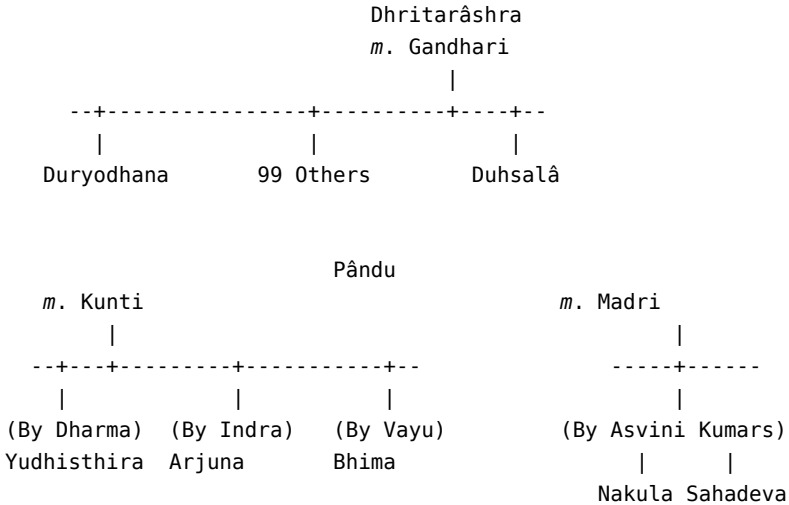 Dhritarâshra
m. Gandhari
|
--+----------------+----------+----+--
| | |
Duryodhana 99 Others Duhsalâ
Pându
m. Kunti m. Madri
| |
--+---+---------+-----------+-- -----+------
| | | |
(By Dharma) (By Indra) (By Vayu) (By Asvini Kumars)
Yudhisthira Arjuna Bhima | |
Nakula Sahadeva